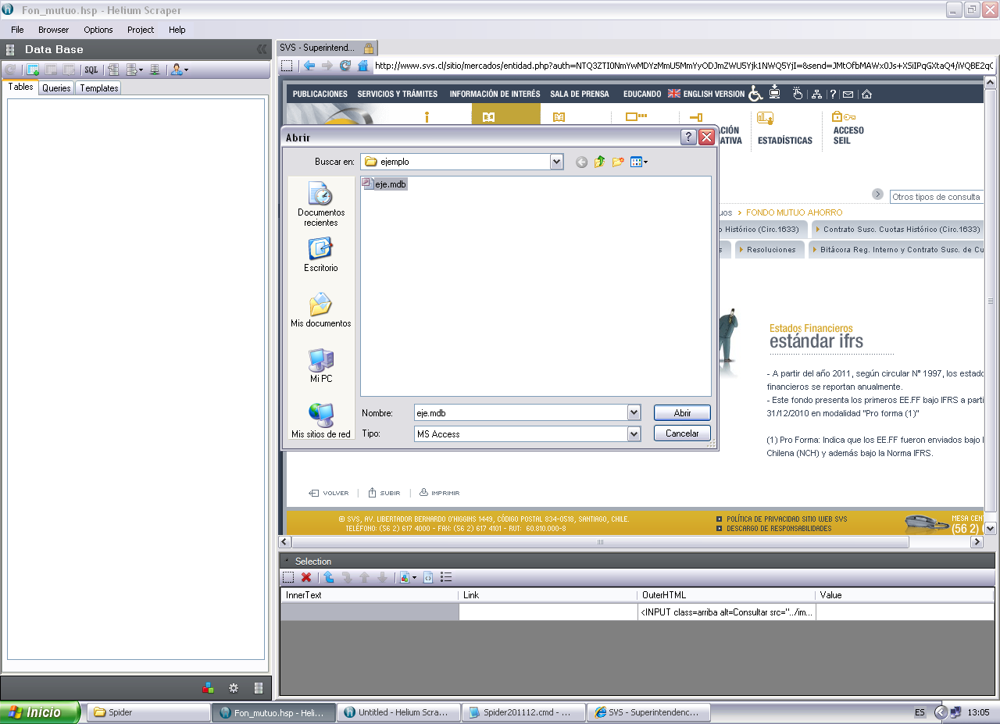 Fon_mutuo.hsp - Helium Scraper
File Browser Options Project Help
Data Base
SQL
Tables Queries Templates
SVS - Superintend...
http://www.svs.cl/sitio/mercados/entidad.php?auth=
PUBLICACIONES SERVICIOS Y TRÁMITES INFORMACIÓN DE INTERÉS SALA DE PRENSA EDUCANDO ENGLISH VERSION
ESTADÍSTICAS
ACCESO
SEIL
Otros tipos de consulta
uos > FONDO MUTUO AHORRO
o Histórico (Circ.1633) Contrato Susc. Cuotas Histórico (Circ.1633)
s Resoluciones Bitácora Reg. Interno y Contrato Susc. de Cu
Abrir
Buscar en: ejemplo
eje.mdb
Documentos
recientes
Escritorio
Mis documentos
Mi PC
Mis sitios de red
Nombre: eje.mdb Abrir
Tipo: MS Access Cancelar
Estados Financieros
estándar ifrs
- A partir del año 2011, según circular N° 1997, los estado
financieros se reportan anualmente.
- Este fondo presenta los primeros EE.FF bajo IFRS a parti
31/12/2010 en modalidad "Pro forma (1)"
(1) Pro Forma: Indica que los EE.FF fueron enviados bajo l
Chilena (NCH) y además bajo la Norma IFRS.
VOLVER SUBIR IMPRIMIR
© SVS, AV. LIBERTADOR BERNARDO O'HIGGINS 1449, CÓDIGO POSTAL 834-0518, SANTIAGO, CHILE.
TELÉFONO: (56 2) 617 4000 - FAX: (56 2) 617 4101 - RUT: 60.810.000-8
POLÍTICA DE PRIVACIDAD SITIO WEB SVS
DESCARGO DE RESPONSABILIDADES
MESA CEN
(56 2)
Selection
InnerText Link OuterHTML Value
<INPUT class=arriba alt=Consultar src="../im...
Inicio Spider Fon_mutuo.hsp - Heli... Untitled - Helium Scra... Spider201112.cmd - ... SVS - Superintendenc... ES 13:05